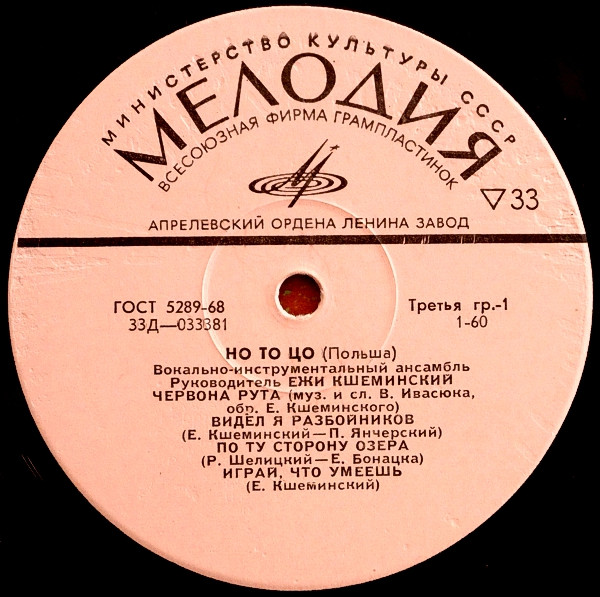 МИНИСТЕРСТВО КУЛЬТУРЫ СССР
МЕЛОДИЯ
ВСЕСОЮЗНАЯ ФИРМА ГРАМПЛАСТИНОК
▽33
АПРЕЛЕВСКИЙ ОРДЕНА ЛЕНИНА ЗАВОД
ГОСТ 5289-68 Третья гр.-1
33Д—033381 1-60
НО ТО ЦО (Польша)
Вокально-инструментальный ансамбль
Руководитель ЕЖИ КШЕМИНСКИЙ
ЧЕРВОНА РУТА (муз. и сл. В. Ивасюка,
обр. Е. Кшеминского)
ВИДЕЛ Я РАЗБОЙНИКОВ
(Е. Кшеминский—П. Янчерский)
ПО ТУ СТОРОНУ ОЗЕРА
(Р. Шелицкий—Е. Бонацка)
ИГРАЙ, ЧТО УМЕЕШЬ
(Е. Кшеминский)